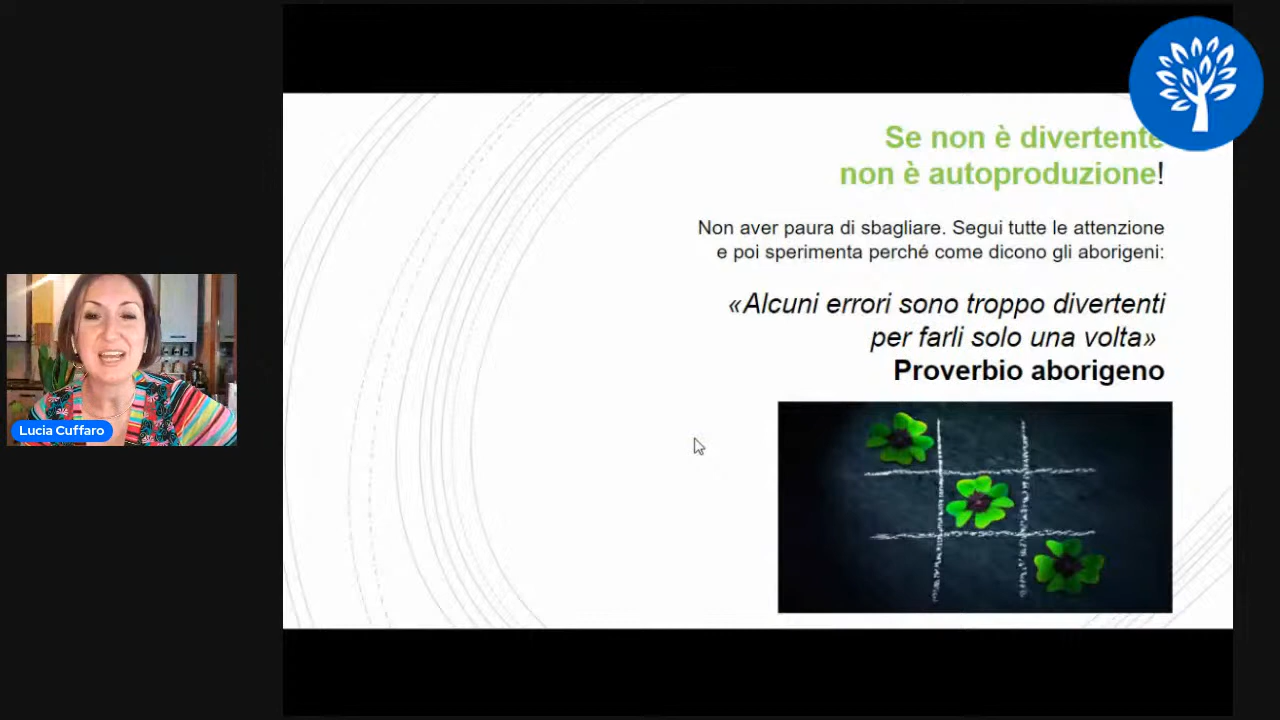 Se non è divertente
non è autoproduzione!
Non aver paura di sbagliare. Segui tutte le attenzione
e poi sperimenta perché come dicono gli aborigeni:
«Alcuni errori sono troppo divertenti
per farli solo una volta»
Proverbio aborigeno
Lucia Cuffaro